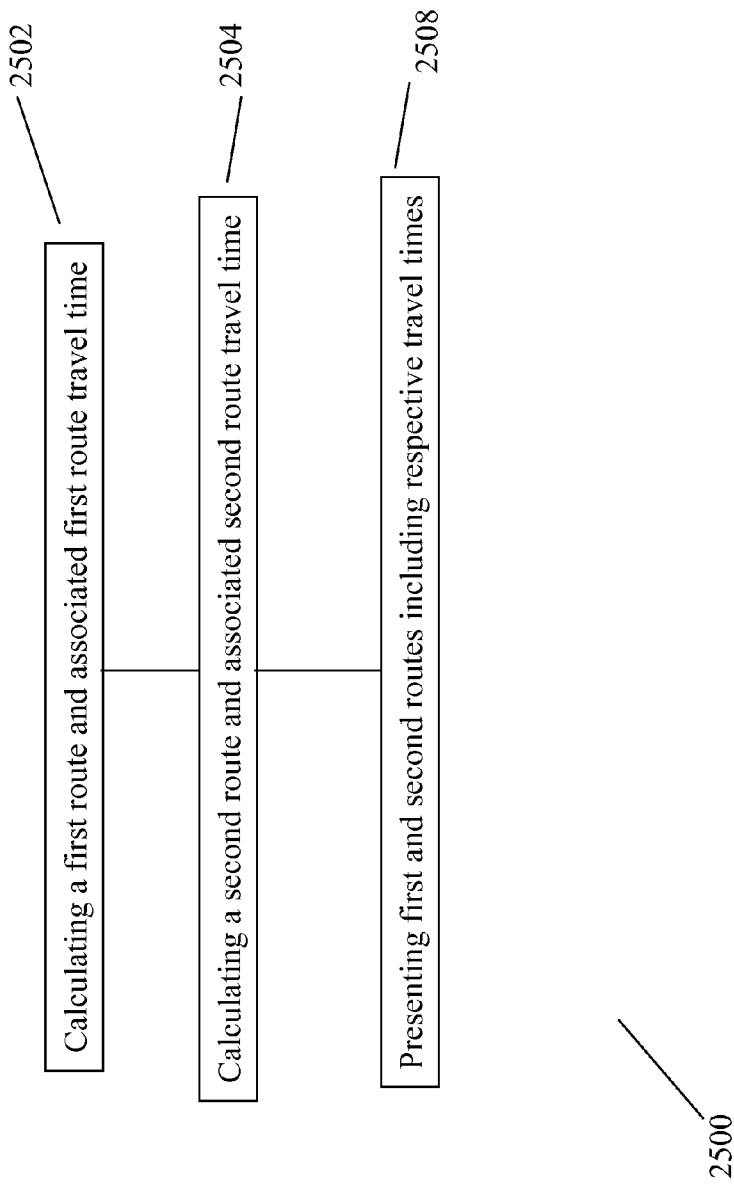 2502
Calculating a first route and associated first route travel time
2504
Calculating a second route and associated second route travel time
2508
Presenting first and second routes including respective travel times
2500